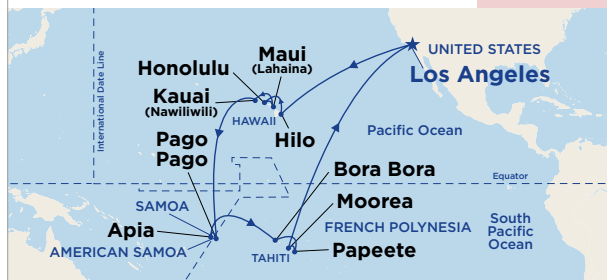 International Date Line
Honolulu
Maui
(Lahaina)
UNITED STATES
Los Angeles
Kauai
(Nawiliwili)
HAWAII
Hilo
Pacific Ocean
Pago
Pago
Bora Bora
Equator
Moorea
SAMOA
Apia
FRENCH POLYNESIA
South
Pacific
Ocean
AMERICAN SAMOA
TAHITI
Papeete